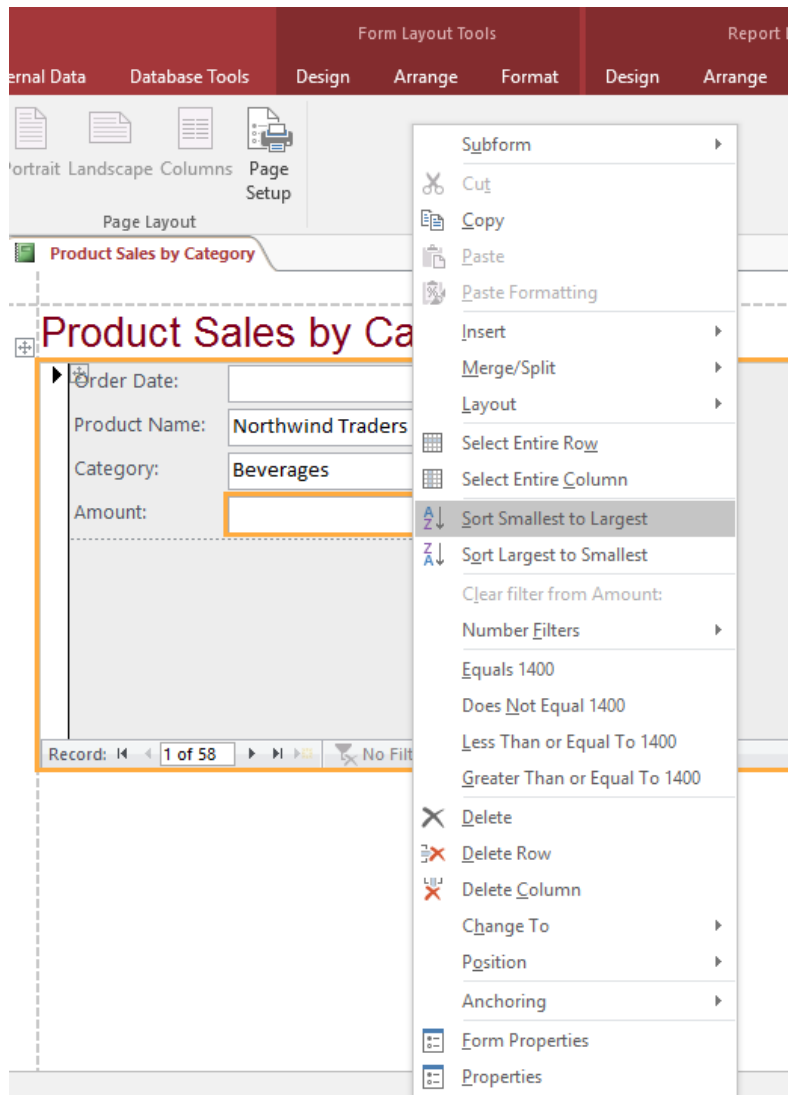 Form Layout Tools Report
ernal Data Database Tools Design Arrange Format Design Arrange
ortrait Landscape Columns Page Setup
Page Layout
Product Sales by Category
Product Sales by Ca
Order Date:
Product Name: Northwind Traders
Category: Beverages
Amount:
Record: 1 of 58 No Filt
Subform
Cut
Copy
Paste
Paste Formatting
Insert
Merge/Split
Layout
Select Entire Row
Select Entire Column
Sort Smallest to Largest
Sort Largest to Smallest
Clear filter from Amount:
Number Filters
Equals 1400
Does Not Equal 1400
Less Than or Equal To 1400
Greater Than or Equal To 1400
Delete
Delete Row
Delete Column
Change To
Position
Anchoring
Form Properties
Properties